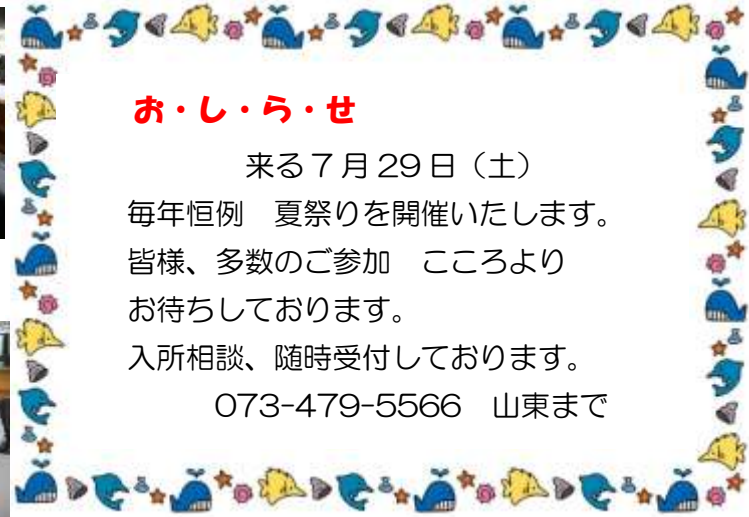 お・し・ら・せ
来る7月29日（土）
毎年恒例　夏祭りを開催いたします。
皆様、多数のご参加　こころより
お待ちしております。
入所相談、随時受付しております。
073-479-5566　山東まで